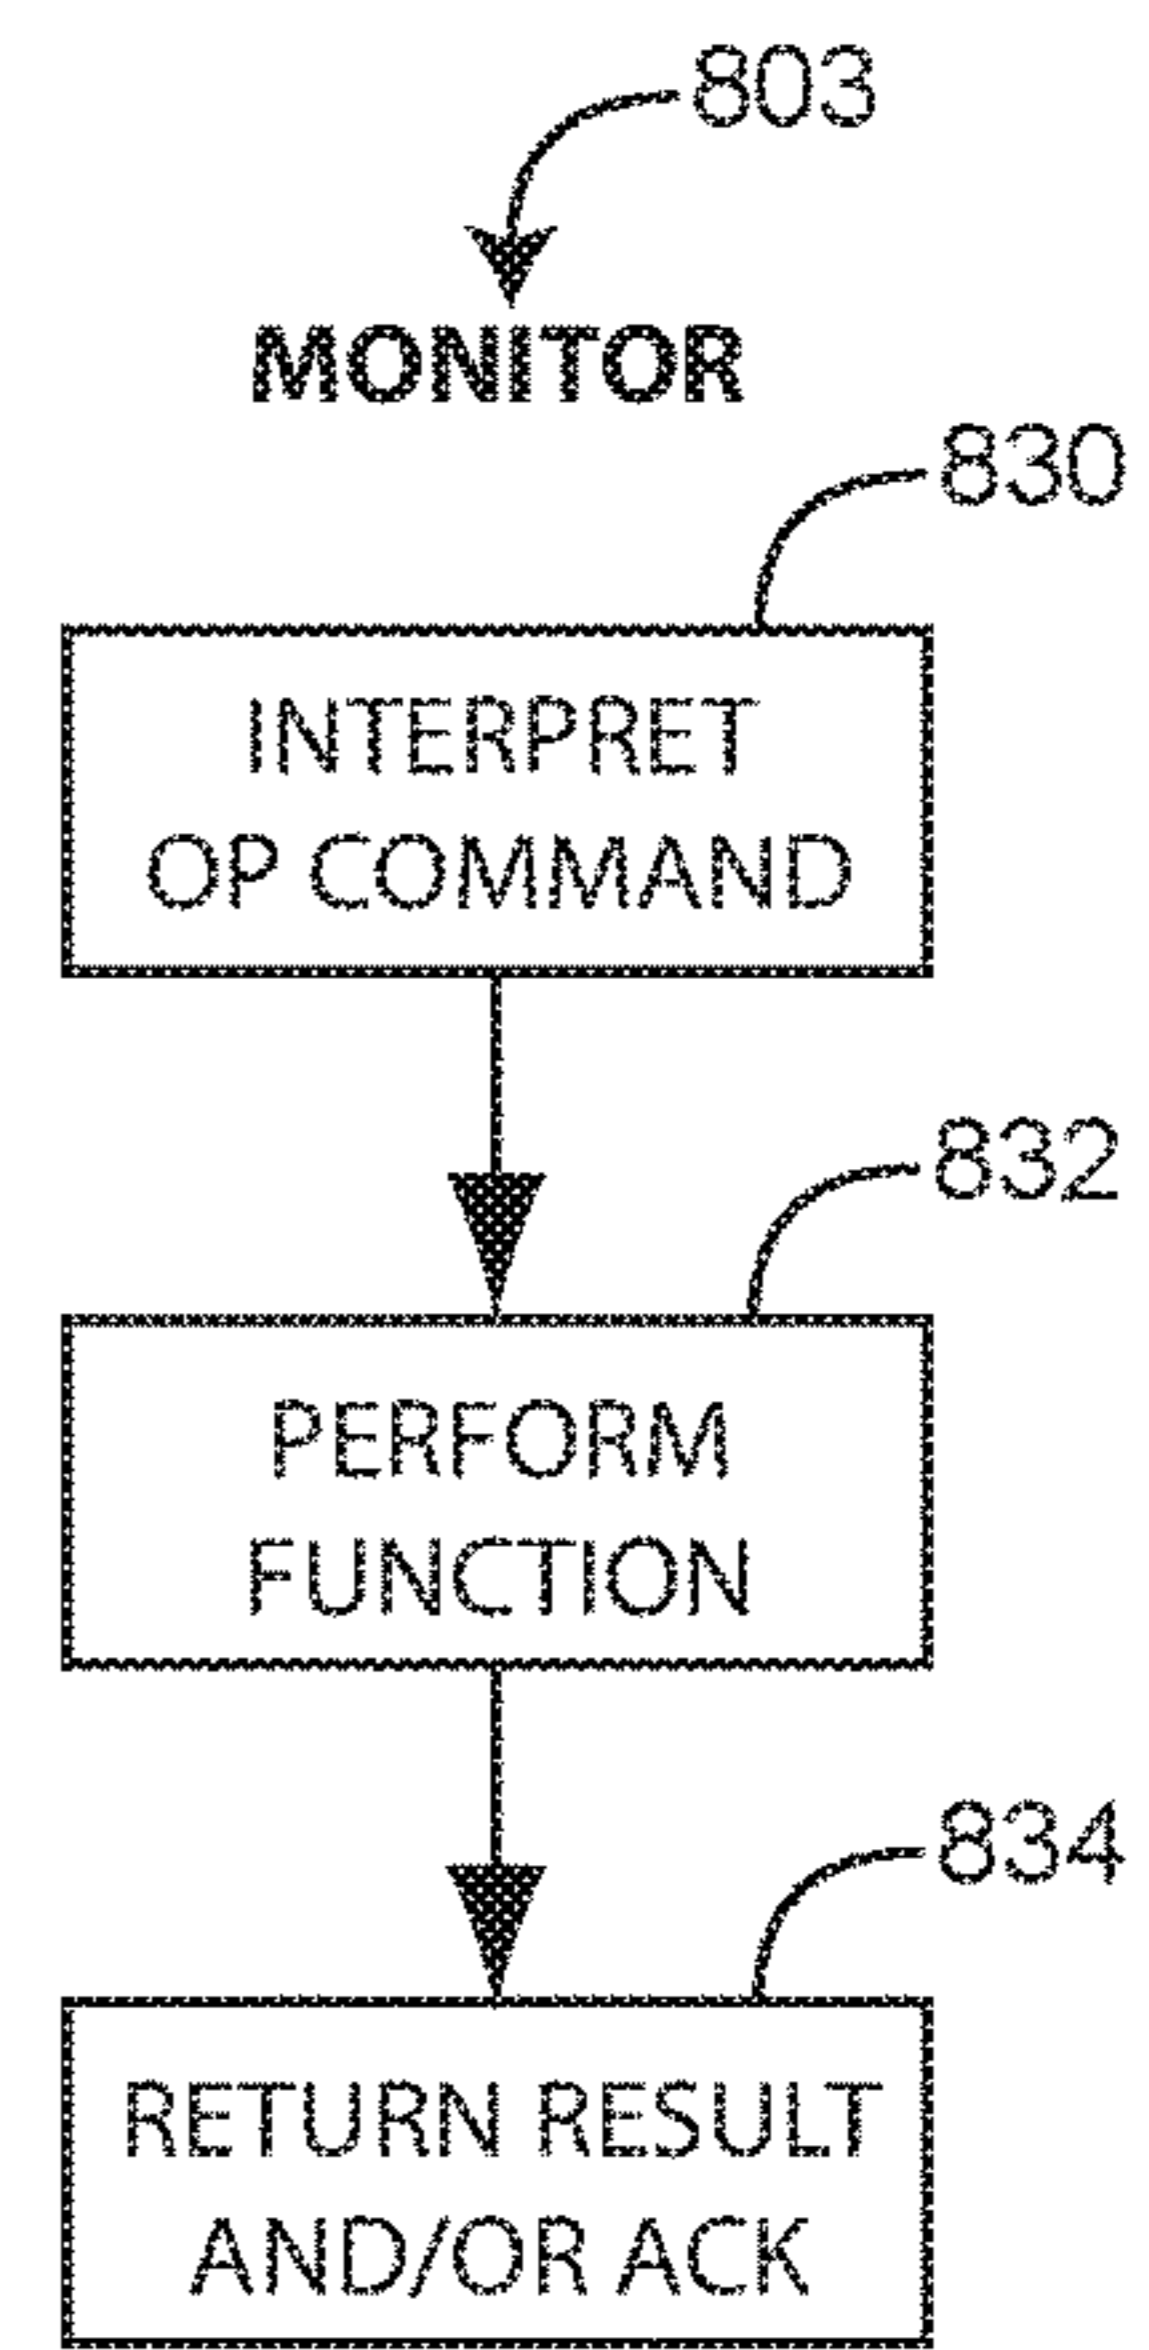 803
MONITOR
830
INTERPRET
OP COMMAND
832
PERFORM
FUNCTION
834
RETURN RESULT
AND/OR ACK